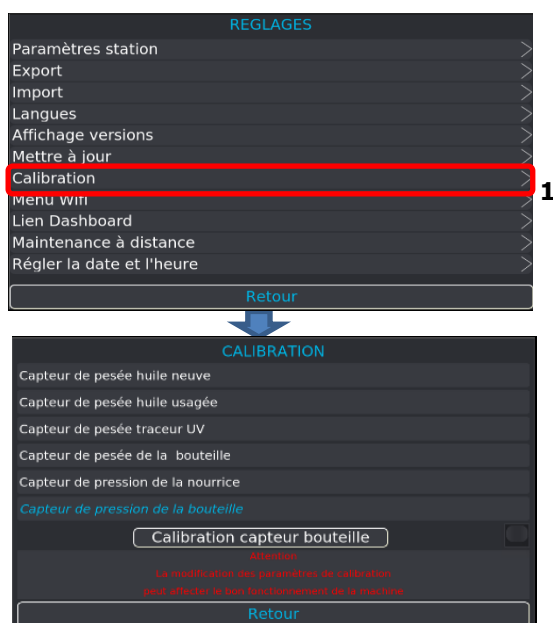 REGLAGES
Paramètres station >
Export >
Import >
Langues >
Affichage versions >
Mettre à jour >
Calibration >
1
Menu Wifi >
Lien Dashboard >
Maintenance à distance >
Régler la date et l'heure >
Retour
CALIBRATION
Capteur de pesée huile neuve
Capteur de pesée huile usagée
Capteur de pesée traceur UV
Capteur de pesée de la bouteille
Capteur de pression de la nourrice
Capteur de pression de la bouteille
Calibration capteur bouteille
Attention
La modification des paramètres de calibration
peut affecter le bon fonctionnement de la machine
Retour